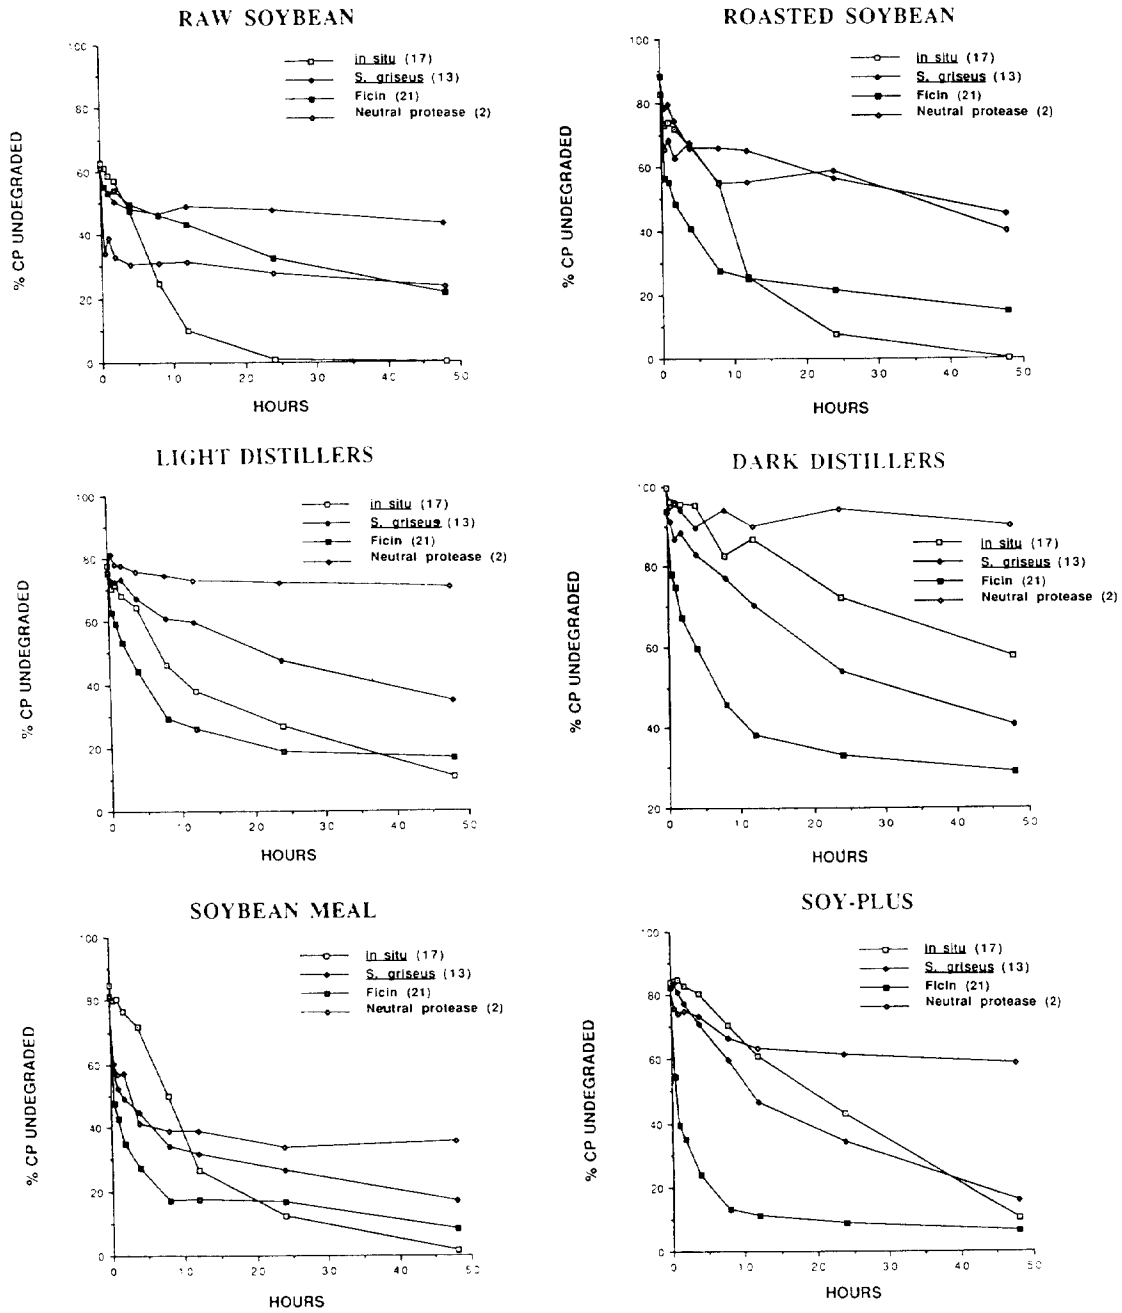 RAW SOYBEAN
100
80
60
40
20
0
% CP UNDEGRADED
in situ (17)
S. griseus (13)
Ficin (21)
Neutral protease (2)
0 10 20 30 40 50
HOURS
ROASTED SOYBEAN
100
80
60
40
20
0
% CP UNDEGRADED
in situ (17)
S. griseus (13)
Ficin (21)
Neutral protease (2)
0 10 20 30 40 50
HOURS
LIGHT DISTILLERS
100
80
60
40
20
0
% CP UNDEGRADED
in situ (17)
S. griseus (13)
Ficin (21)
Neutral protease (2)
0 10 20 30 40 50
HOURS
DARK DISTILLERS
100
80
60
40
20
% CP UNDEGRADED
in situ (17)
S. griseus (13)
Ficin (21)
Neutral protease (2)
0 10 20 30 40 50
HOURS
SOYBEAN MEAL
100
80
60
40
20
0
% CP UNDEGRADED
in situ (17)
S. griseus (13)
Ficin (21)
Neutral protease (2)
0 10 20 30 40 50
HOURS
SOY-PLUS
100
80
60
40
20
0
% CP UNDEGRADED
in situ (17)
S. griseus (13)
Ficin (21)
Neutral protease (2)
0 10 20 30 40 50
HOURS